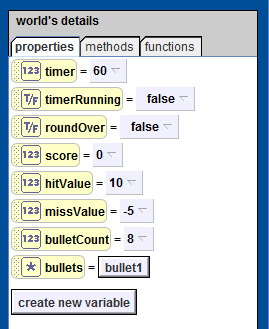 world's details
properties methods functions
123 timer = 60
T/F timerRunning = false
T/F roundOver = false
123 score = 0
123 hitValue = 10
123 missValue = -5
123 bulletCount = 8
* bullets = bullet1
create new variable